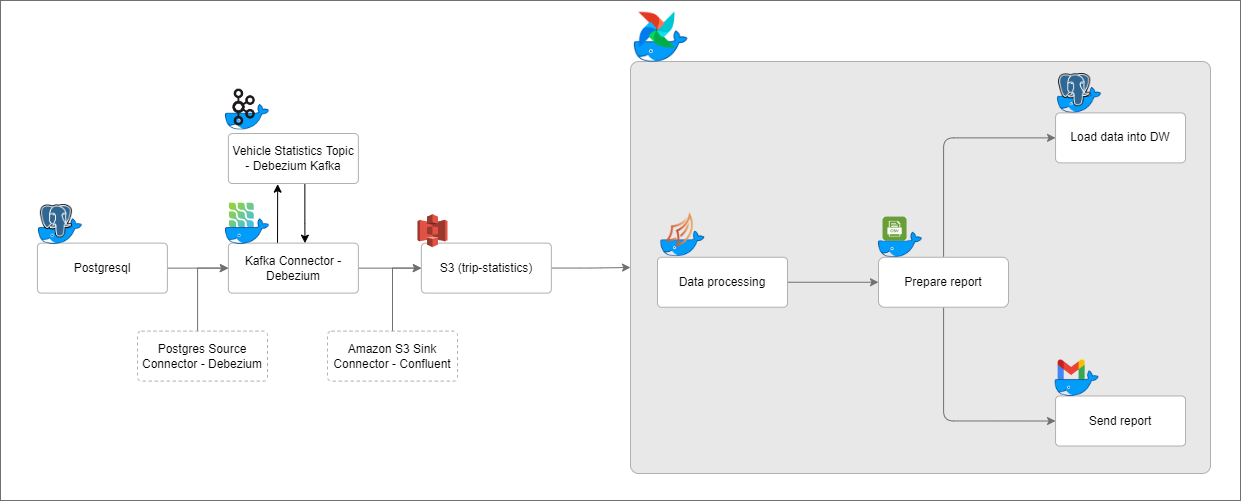 Vehicle Statistics Topic
- Debezium Kafka
Postgresql
Kafka Connector -
Debezium
S3 (trip-statistics)
Postgres Source
Connector - Debezium
Amazon S3 Sink
Connector - Confluent
Data processing
CSV
Prepare report
Load data into DW
Send report